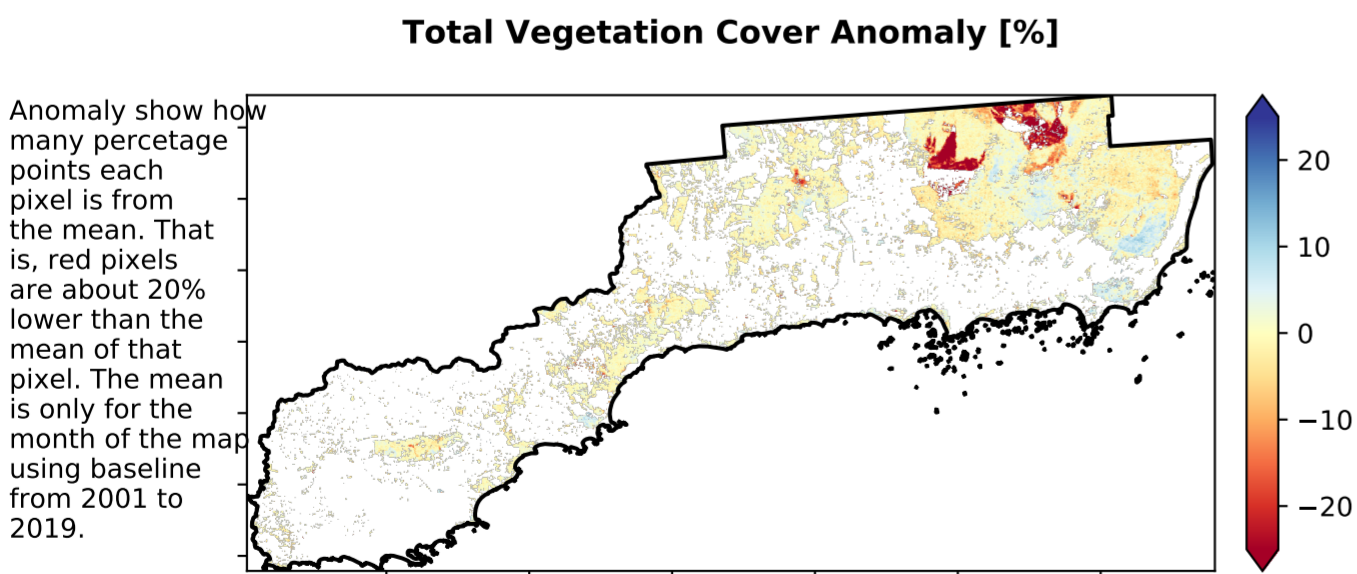 Total Vegetation Cover Anomaly [%]
Anomaly show how
many percetage
points each
pixel is from
the mean. That
is, red pixels
are about 20%
lower than the
mean of that
pixel. The mean
is only for the
month of the map
using baseline
from 2001 to
2019.
20
10
0
−10
−20